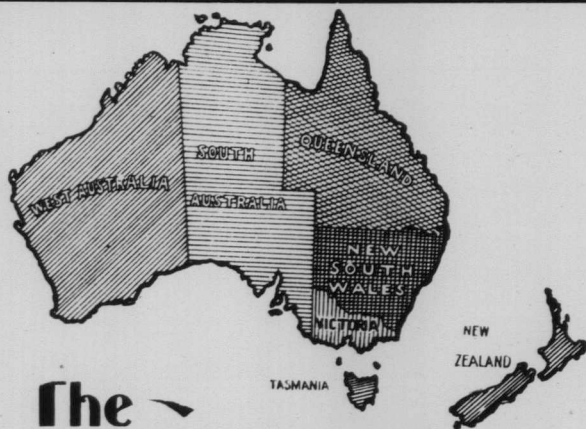 QUEENSLAND
SOUTH
WEST AUSTRALIA
AUSTRALIA
NEW
SOUTH
WALES
VICTORIA
NEW
ZEALAND
TASMANIA
The